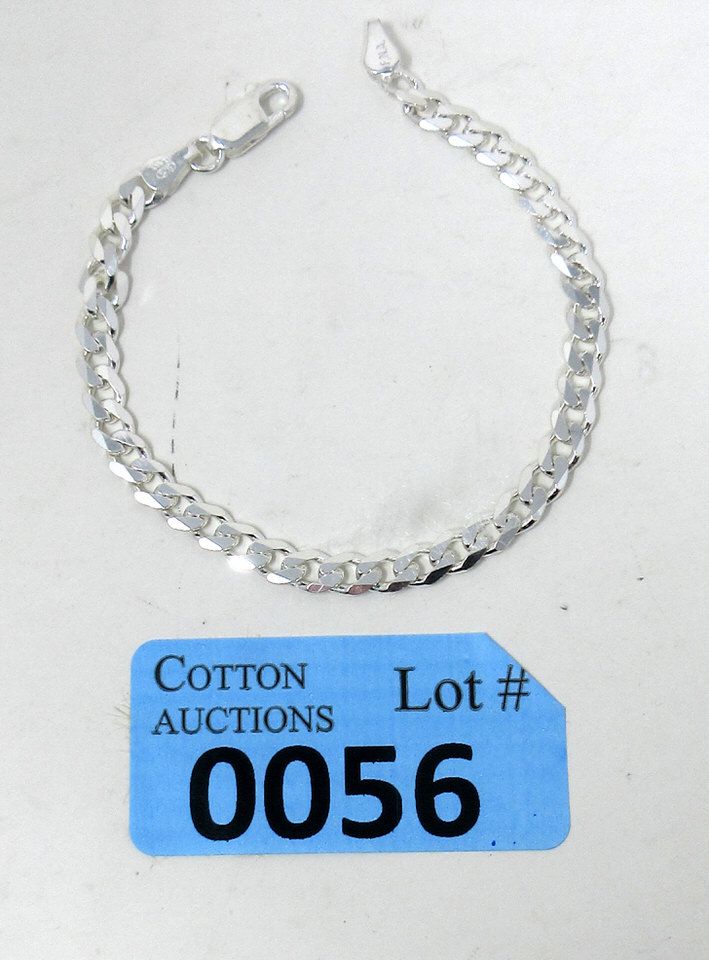 COTTON
AUCTIONS
Lot #
0056